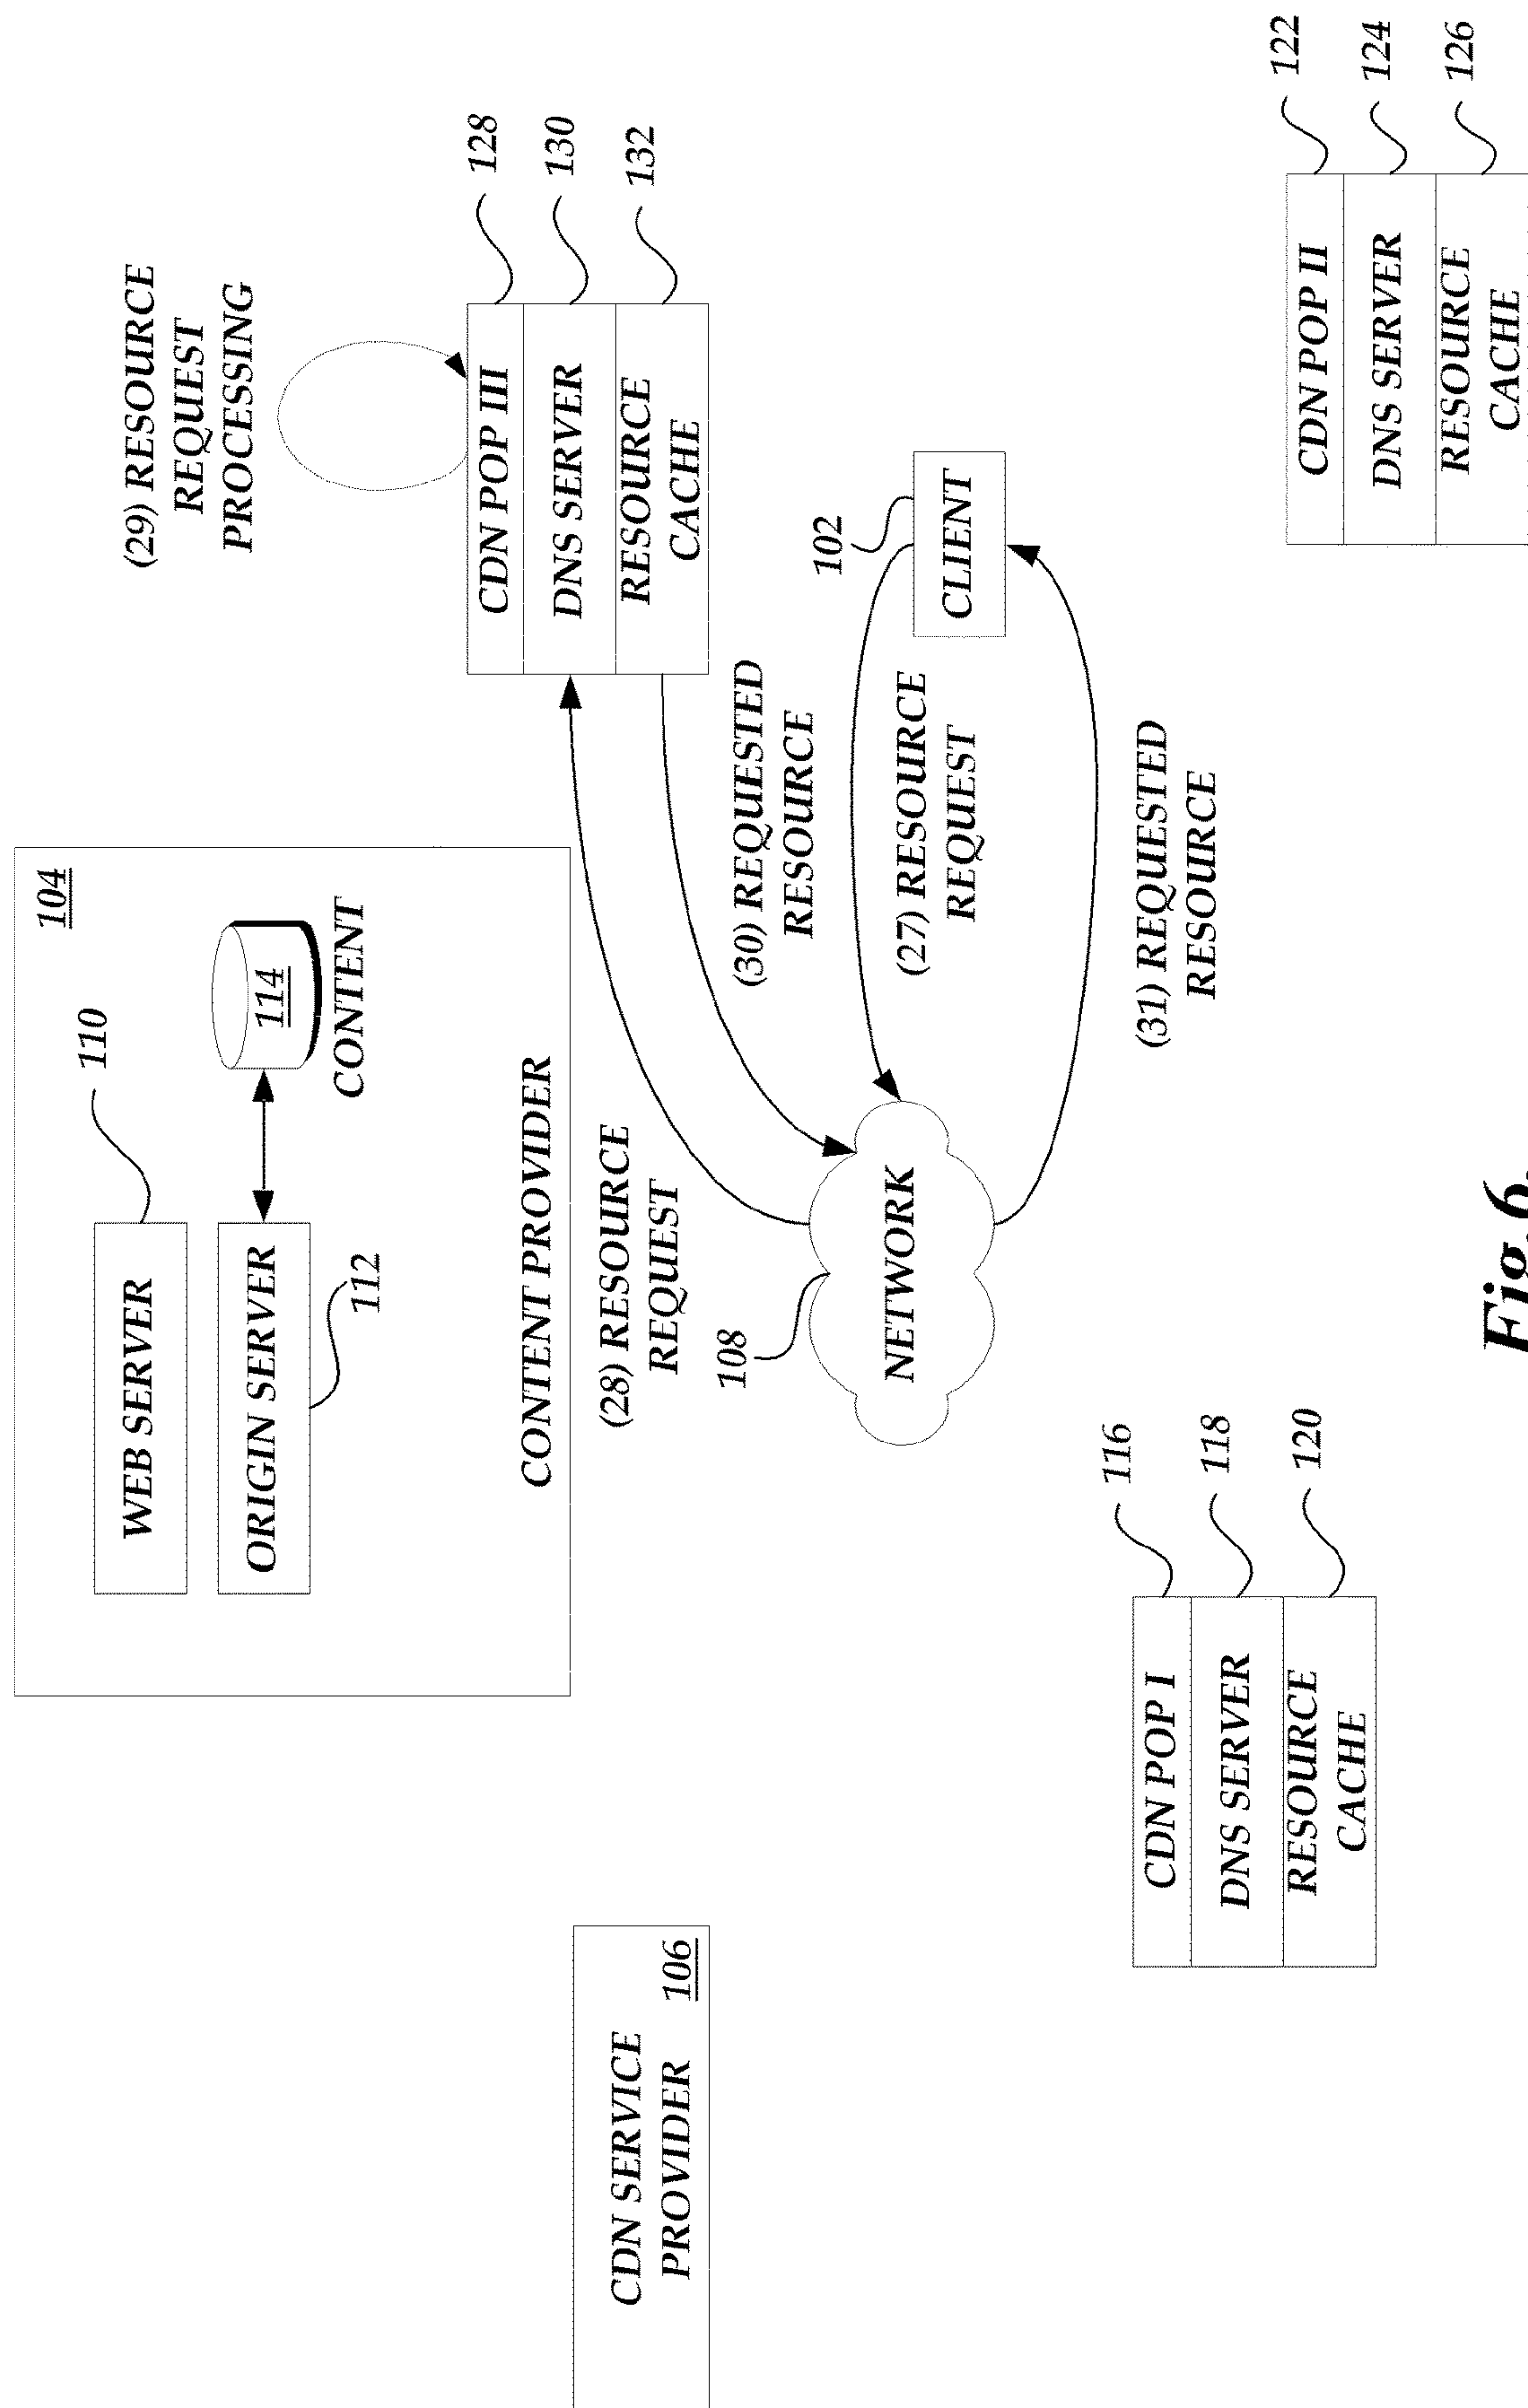 104
WEB SERVER
110
ORIGIN SERVER
112
114
CONTENT
CONTENT PROVIDER
(29) RESOURCE
REQUEST
PROCESSING
CDN POP III
128
DNS SERVER
130
RESOURCE
CACHE
132
CDN SERVICE
PROVIDER
106
(28) RESOURCE
REQUEST
(30) REQUESTED
RESOURCE
108
NETWORK
102
CLIENT
(27) RESOURCE
REQUEST
(31) REQUESTED
RESOURCE
CDN POP I
116
DNS SERVER
118
RESOURCE
CACHE
120
CDN POP II
122
DNS SERVER
124
RESOURCE
CACHE
126
Fig.6.